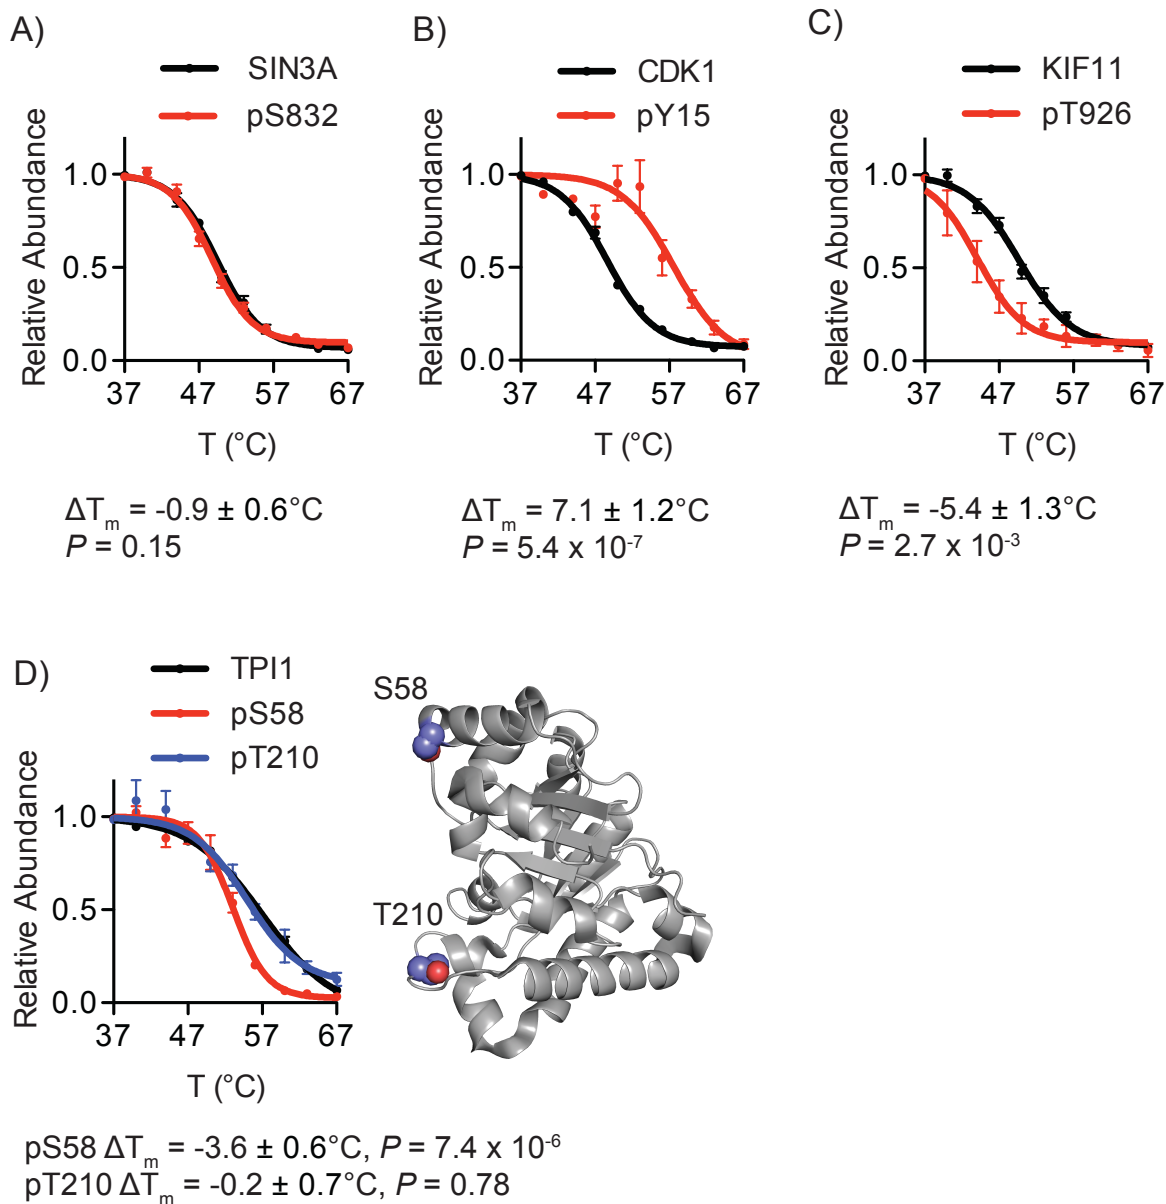 A)
SIN3A
pS832
Relative Abundance
1.0
0.5
0.0
37 47 57 67
T (°C)
ΔTm = -0.9 ± 0.6°C
P = 0.15
B)
CDK1
pY15
Relative Abundance
1.0
0.5
0.0
37 47 57 67
T (°C)
ΔTm = 7.1 ± 1.2°C
P = 5.4 x 10-7
C)
KIF11
pT926
Relative Abundance
1.0
0.5
0.0
37 47 57 67
T (°C)
ΔTm = -5.4 ± 1.3°C
P = 2.7 x 10-3
D)
TPI1
pS58
pT210
Relative Abundance
1.0
0.5
0.0
37 47 57 67
T (°C)
S58
T210
pS58 ΔTm = -3.6 ± 0.6°C, P = 7.4 x 10-6
pT210 ΔTm = -0.2 ± 0.7°C, P = 0.78